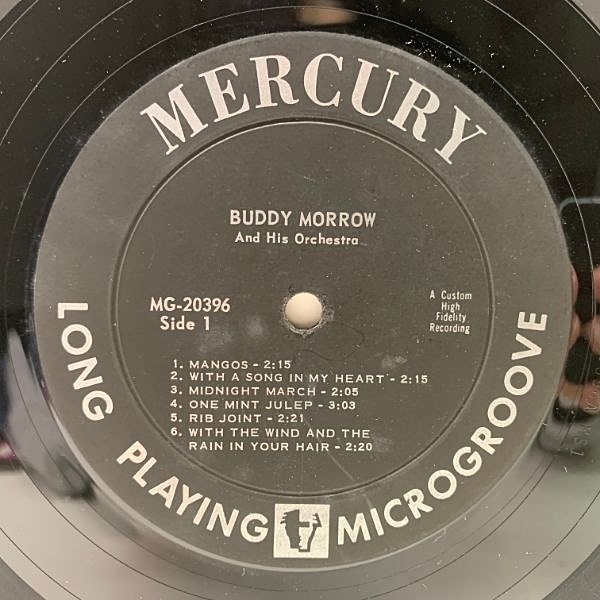 MERCURY
BUDDY MORROW
And His Orchestra
MG-20396
Side 1
A Custom
High
Fidelity
Recording
1. MANGOS - 2:15
2. WITH A SONG IN MY HEART - 2:15
3. MIDNIGHT MARCH - 2:05
4. ONE MINT JULEP - 3:03
5. RIB JOINT - 2:21
6. WITH THE WIND AND THE
RAIN IN YOUR HAIR - 2:20
LONG PLAYING MICROGROOVE